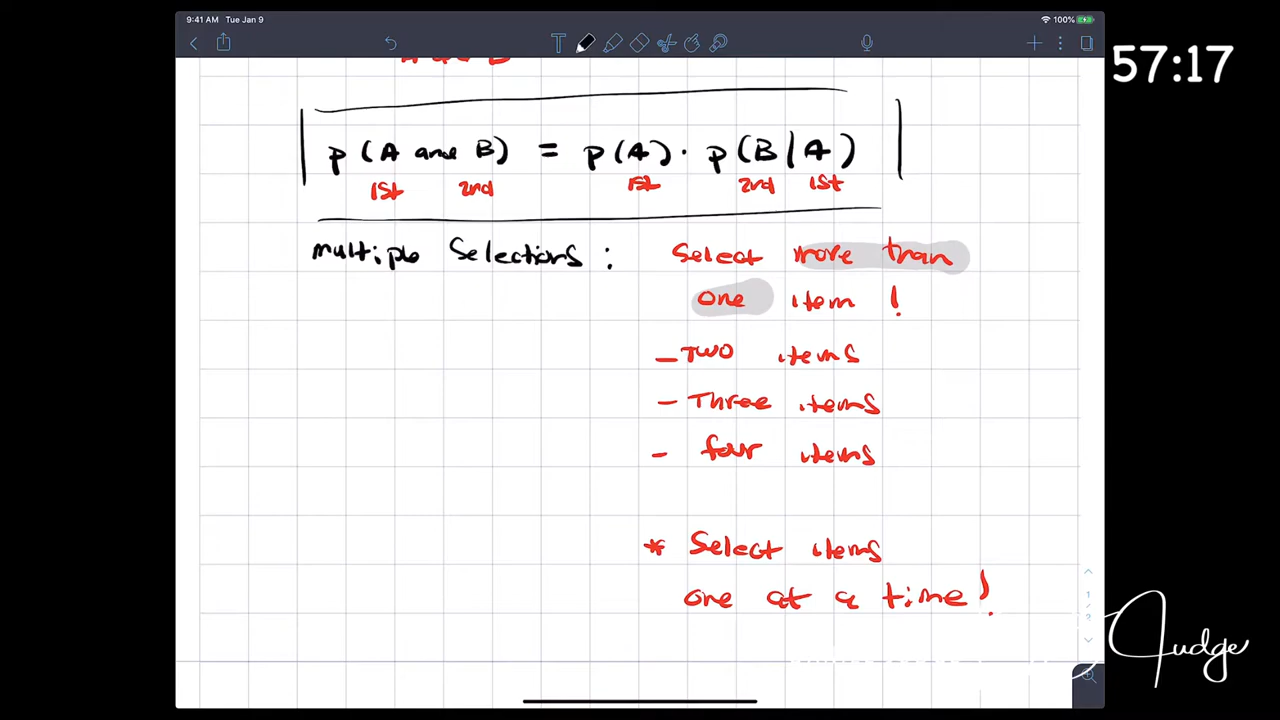 9:41 AM Tue Jan 9
100%
57:17
p (A and B) = p(A) · p(B|A)
1st 2nd 1st 2nd 1st
multiple Selections : Select more than
one item !
- Two items
- Three items
- four items
* Select items
one at a time !
1
Judge